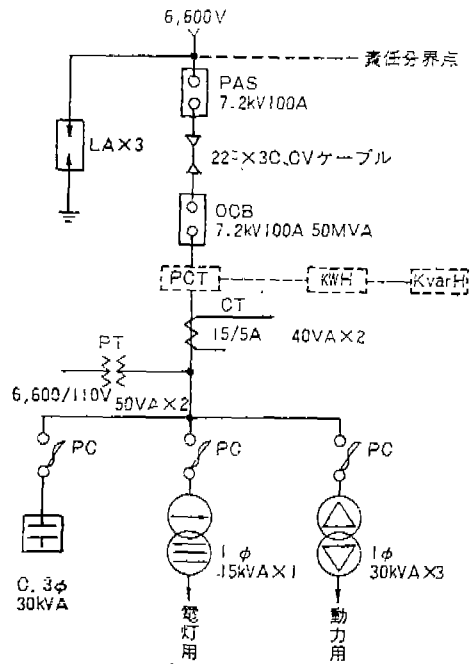 6,600V
責任分界点
PAS
7.2kV100A
LA×3
22□×3C,CVケーブル
OCB
7.2kV100A 50MVA
PCT
KWH
KvarH
CT
15/5A
40VA×2
PT
6,600/110V
50VA×2
PC
PC
PC
C.3φ
30kVA
1φ
15kVA×1
1φ
30kVA×3
電灯用
動力用